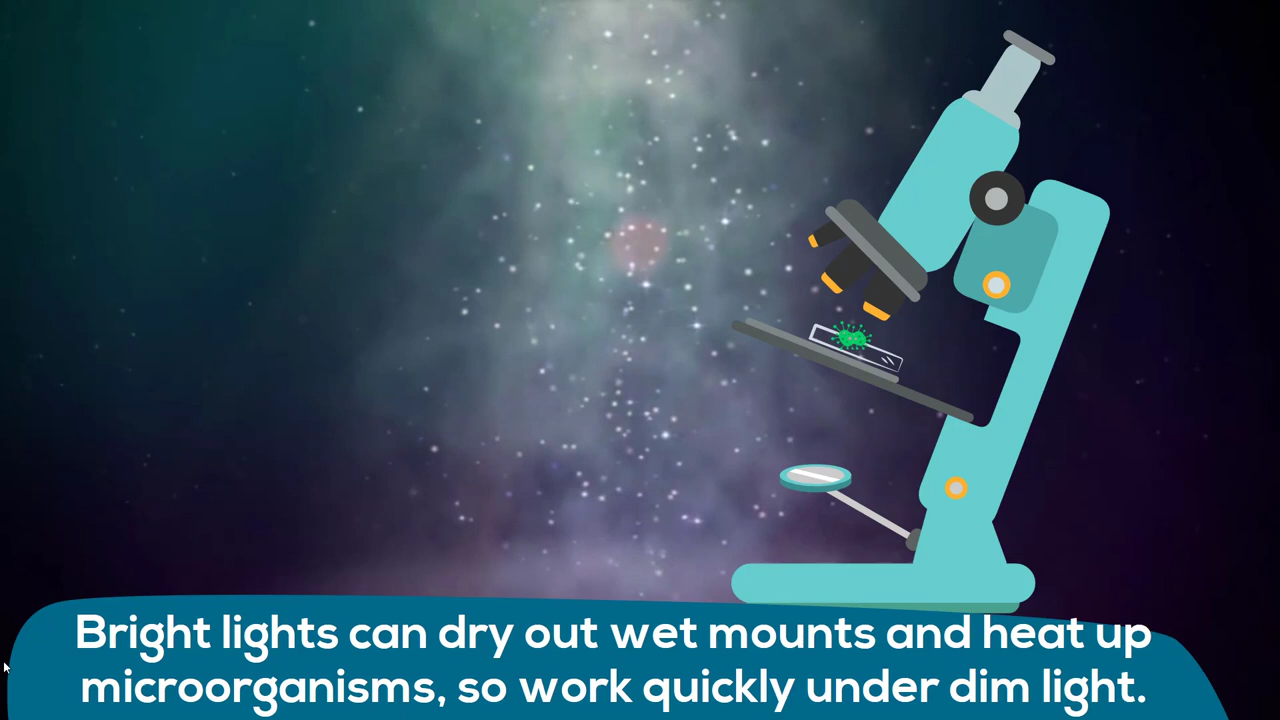 Bright lights can dry out wet mounts and heat up
microorganisms, so work quickly under dim light.